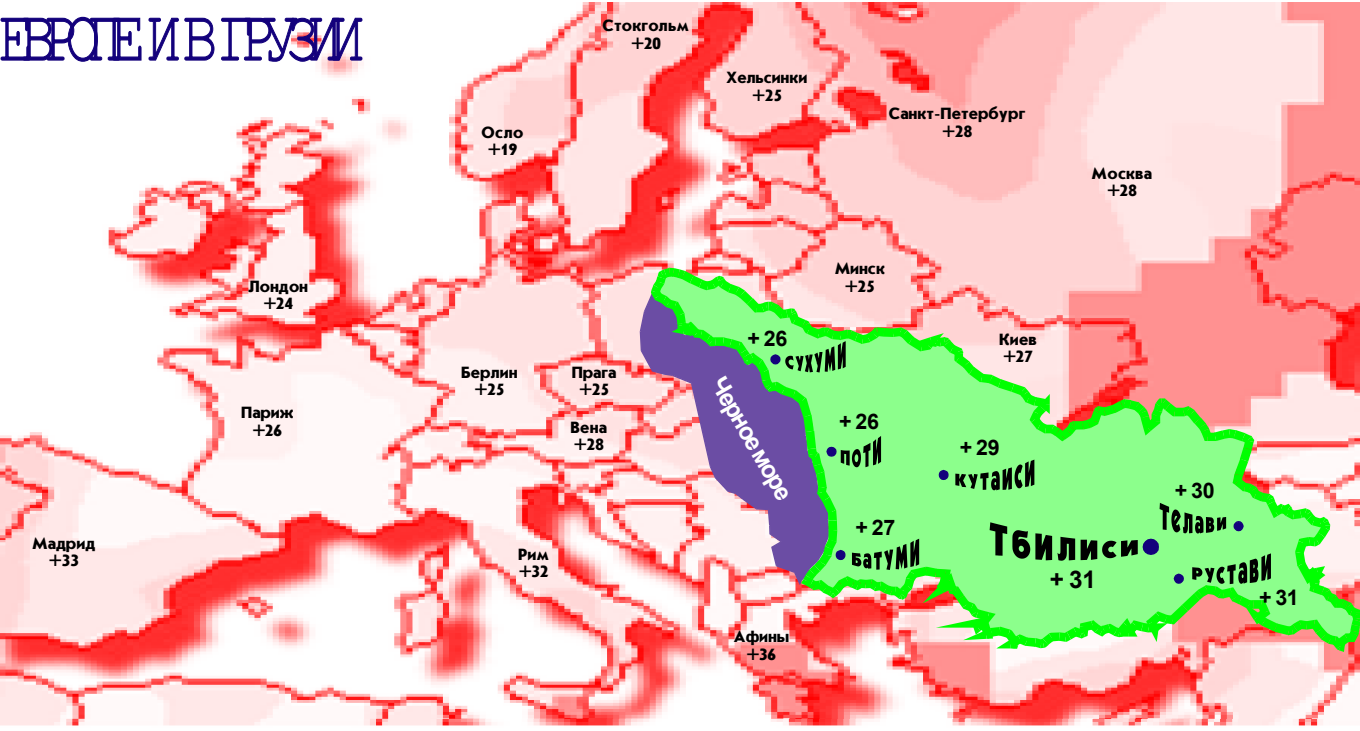 ЕВРОПЕ И В ГРУЗИИ
Стокгольм
+20
Хельсинки
+25
Санкт-Петербург
+28
Осло
+19
Москва
+28
Минск
+25
Лондон
+24
Киев
+27
+ 26
сухуми
Берлин
+25
Прага
+25
Париж
+26
Вена
+28
Черное море
+ 26
поти
+ 29
кутаиси
+ 30
Телави
+ 27
батуми
Тбилиси
+ 31
рустави
+ 31
Мадрид
+33
Рим
+32
Афины
+36